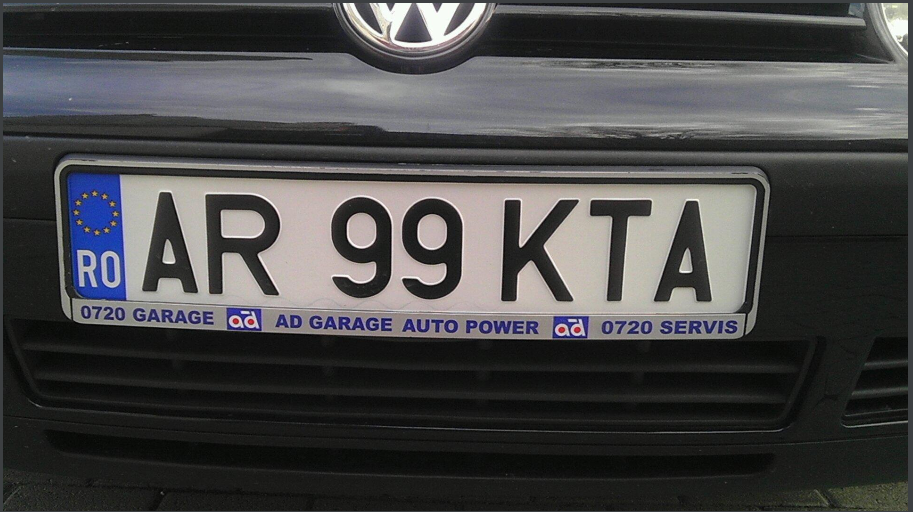 RO AR 99 KTA
0720 GARAGE ad AD GARAGE AUTO POWER ad 0720 SERVIS